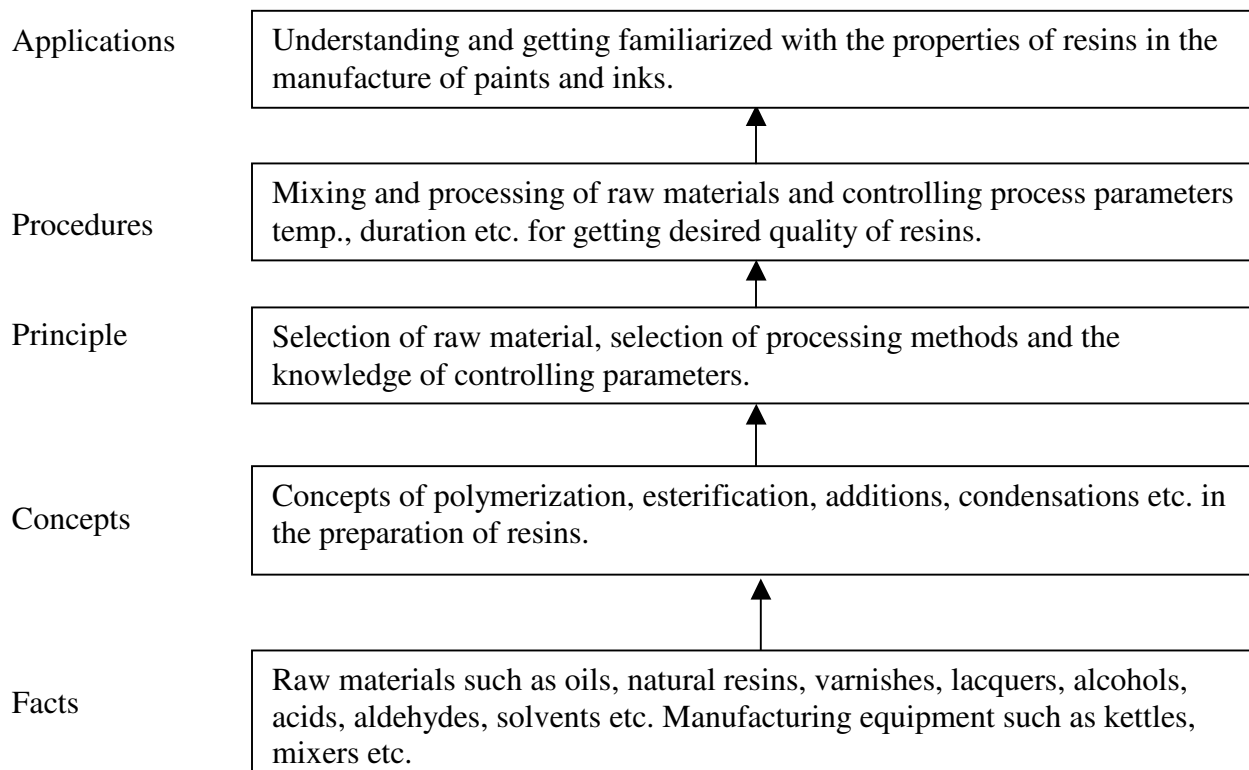 Applications
Understanding and getting familiarized with the properties of resins in the
manufacture of paints and inks.
Procedures
Mixing and processing of raw materials and controlling process parameters
temp., duration etc. for getting desired quality of resins.
Principle
Selection of raw material, selection of processing methods and the
knowledge of controlling parameters.
Concepts
Concepts of polymerization, esterification, additions, condensations etc. in
the preparation of resins.
Facts
Raw materials such as oils, natural resins, varnishes, lacquers, alcohols,
acids, aldehydes, solvents etc. Manufacturing equipment such as kettles,
mixers etc.